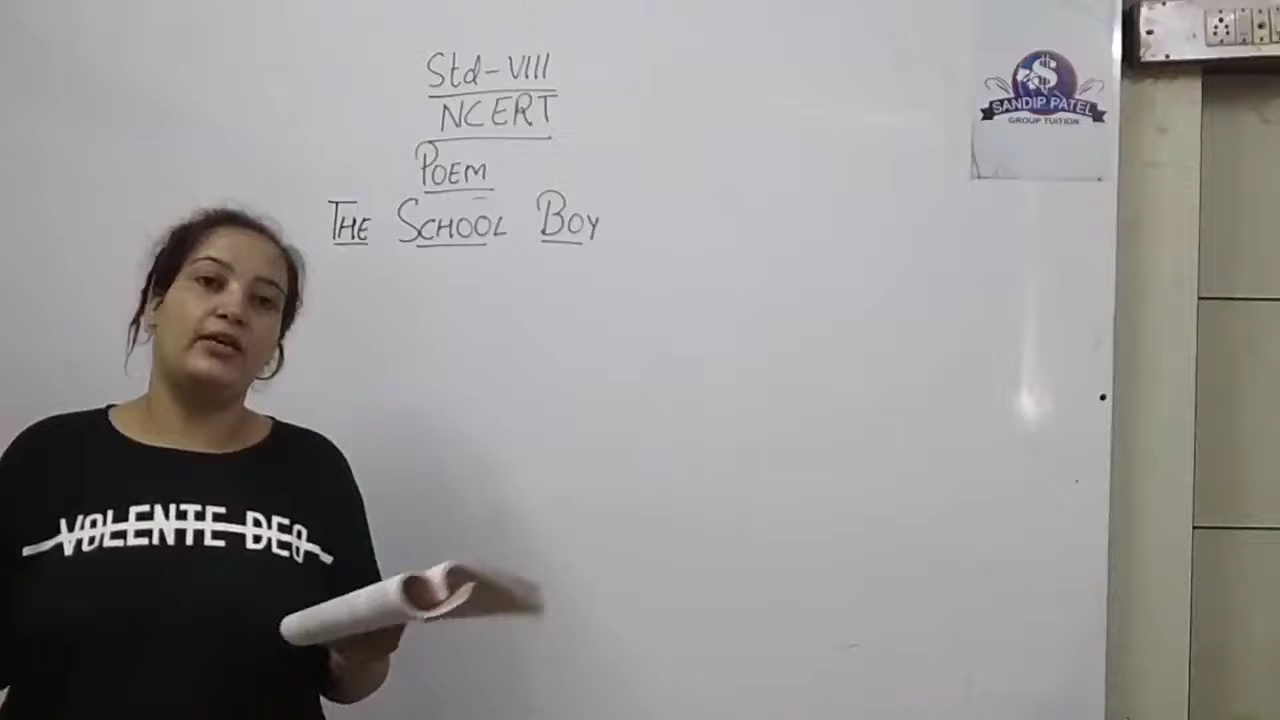 Std-VIII
NCERT
POEM
THE SCHOOL BOY
$
SANDIP PATEL
GROUP TUITION
VOLENTE DEO